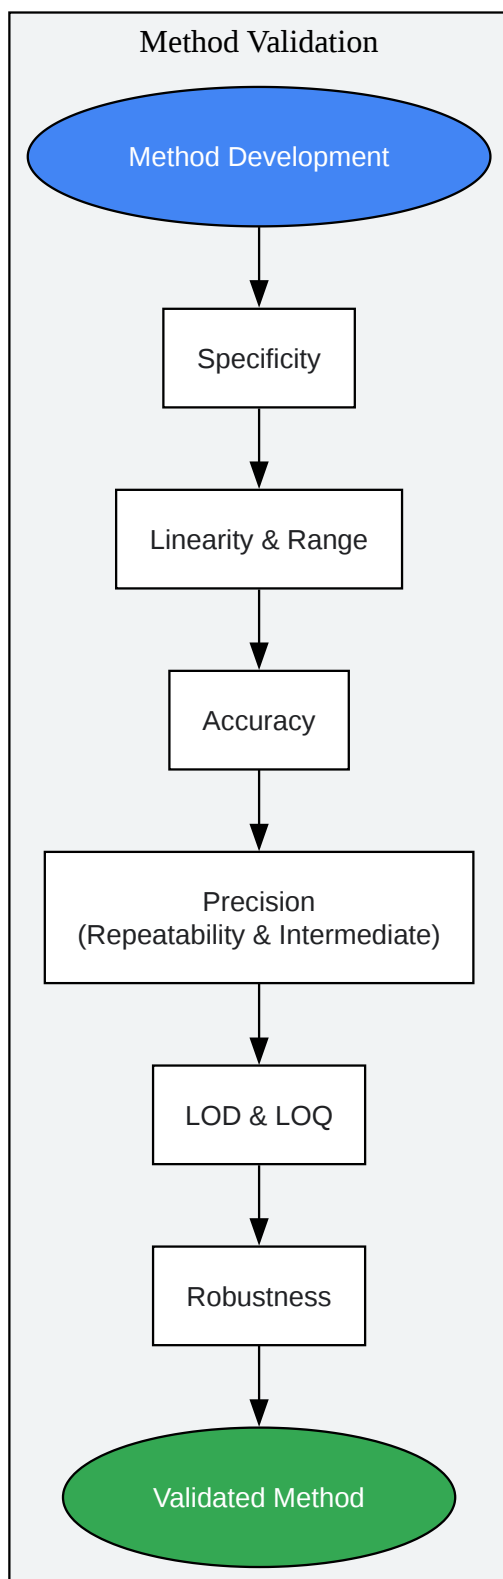 Method Validation
Method Development
Specificity
Linearity & Range
Accuracy
Precision
(Repeatability & Intermediate)
LOD & LOQ
Robustness
Validated Method